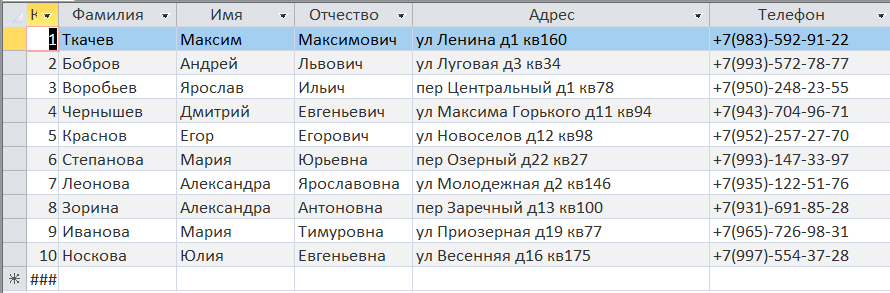 К Фамилия Имя Отчество Адрес Телефон
1 Ткачев Максим Максимович ул Ленина д1 кв160 +7(983)-592-91-22
2 Бобров Андрей Львович ул Луговая д3 кв34 +7(993)-572-78-77
3 Воробьев Ярослав Ильич пер Центральный д1 кв78 +7(950)-248-23-55
4 Чернышев Дмитрий Евгеньевич ул Максима Горького д11 кв94 +7(943)-704-96-71
5 Краснов Егор Егорович ул Новоселов д12 кв98 +7(952)-257-27-70
6 Степанова Мария Юрьевна пер Озерный д22 кв27 +7(993)-147-33-97
7 Леонова Александра Ярославовна ул Молодежная д2 кв146 +7(935)-122-51-76
8 Зорина Александра Антоновна пер Заречный д13 кв100 +7(931)-691-85-28
9 Иванова Мария Тимуровна ул Приозерная д19 кв77 +7(965)-726-98-31
10 Носкова Юлия Евгеньевна ул Весенняя д16 кв175 +7(997)-554-37-28
###